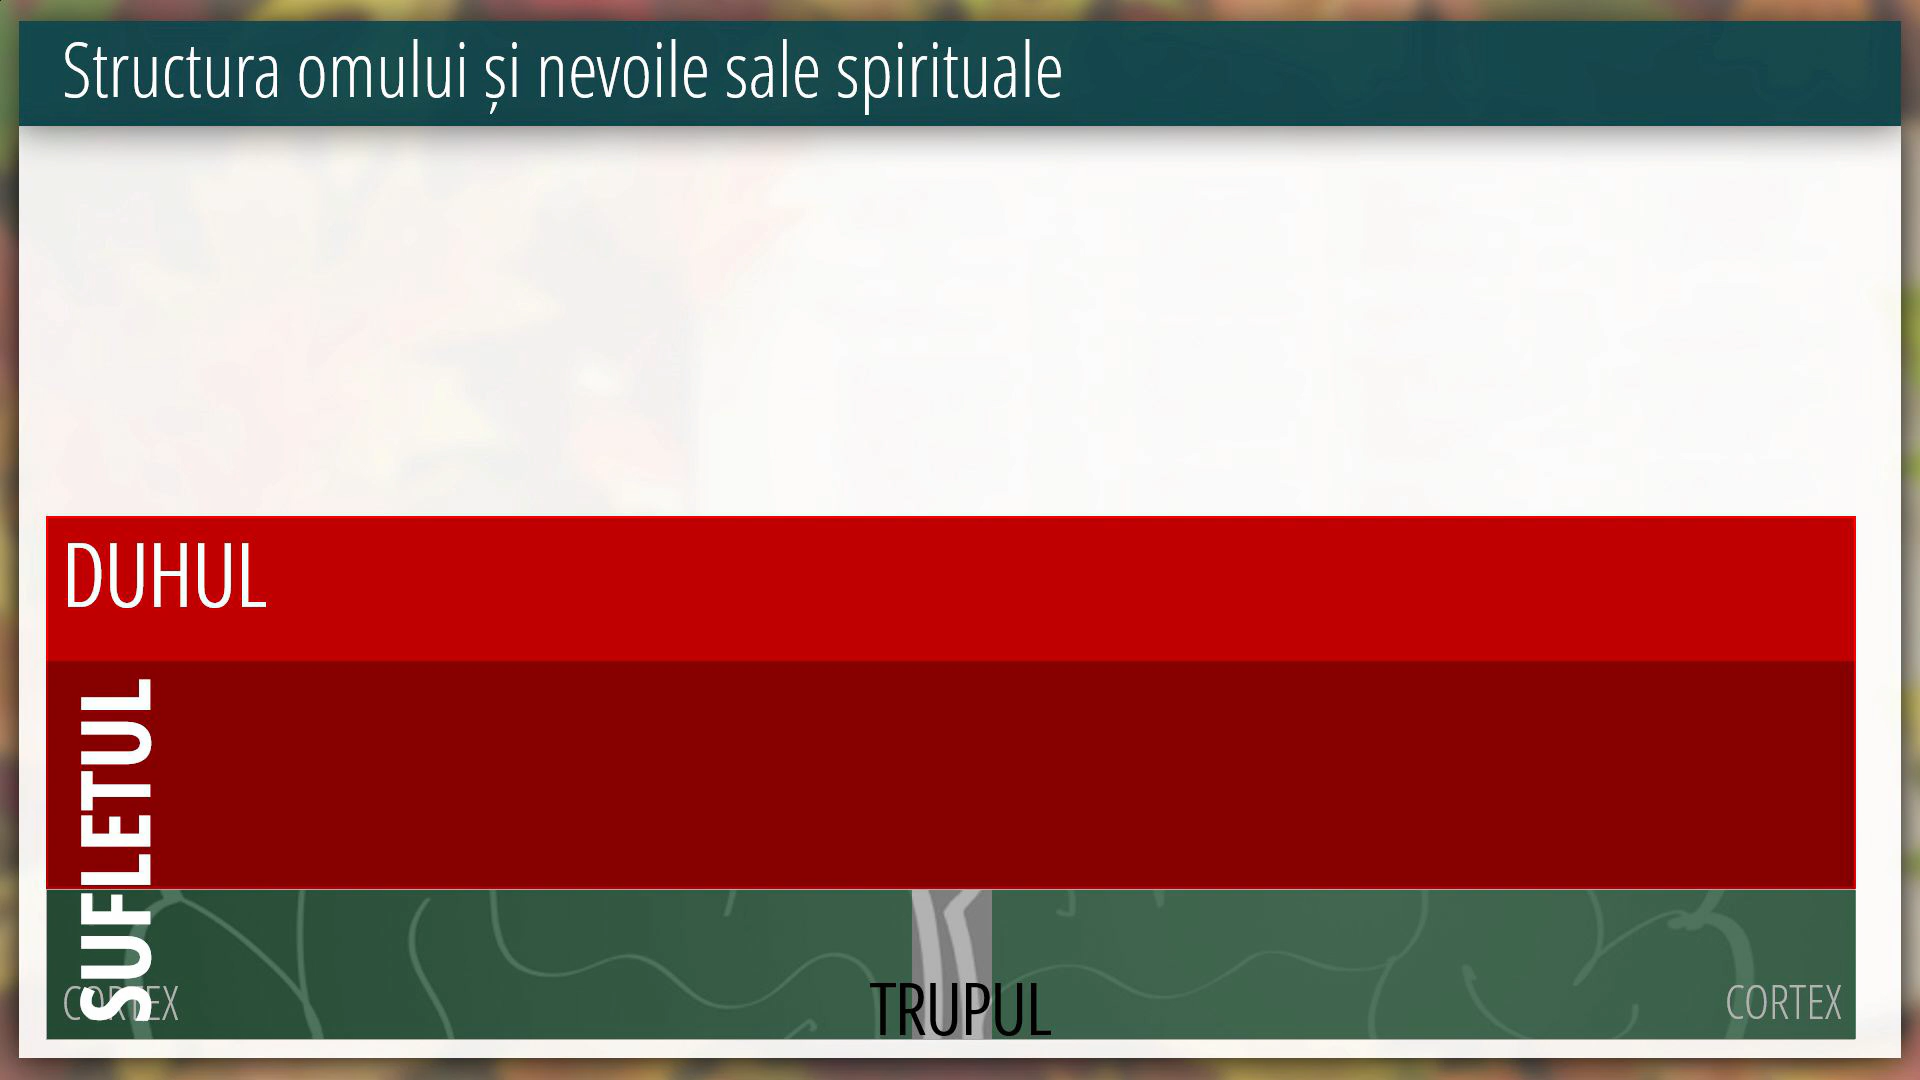 Structura omului și nevoile sale spirituale
DUHUL
SUFLETUL
CORTEX
TRUPUL
CORTEX